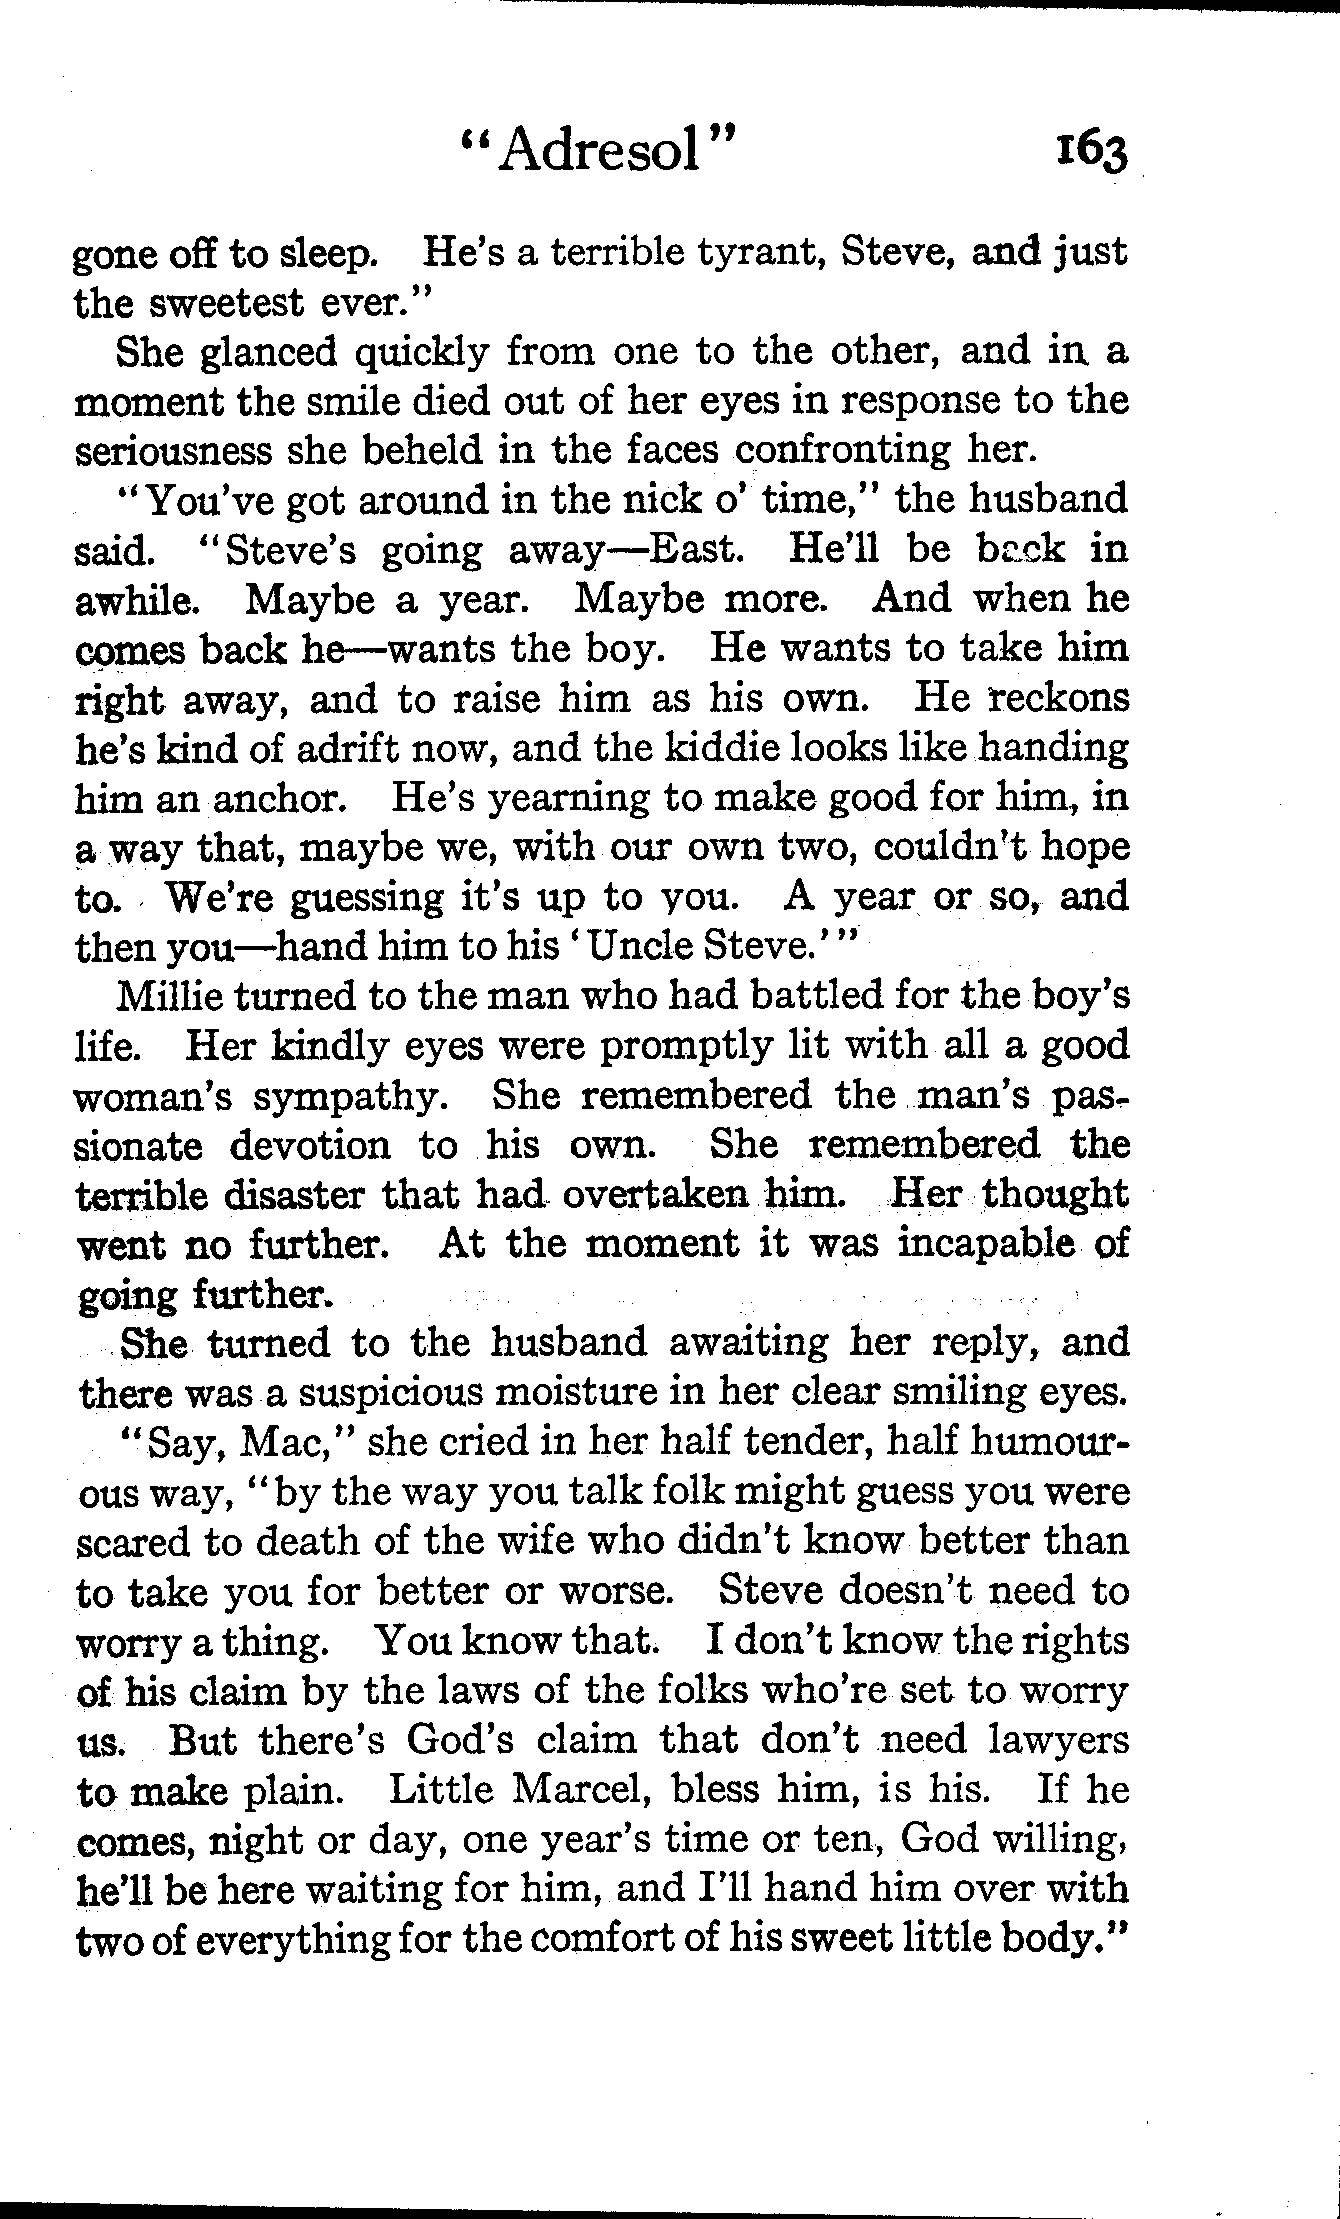 “Adresol” 163
gone off to sleep. He's a terrible tyrant, Steve, and just
the sweetest ever.”
She glanced quickly from one to the other, and in a
moment the smile died out of her eyes in response to the
seriousness she beheld in the faces confronting her.
“You've got around in the nick o' time,” the husband
said. “Steve's going away—East. He'll be back in
awhile. Maybe a year. Maybe more. And when he
comes back he—wants the boy. He wants to take him
right away, and to raise him as his own. He reckons
he's kind of adrift now, and the kiddie looks like handing
him an anchor. He's yearning to make good for him, in
a way that, maybe we, with our own two, couldn't hope
to. We're guessing it's up to you. A year or so, and
then you—hand him to his ‘Uncle Steve.’”
Millie turned to the man who had battled for the boy's
life. Her kindly eyes were promptly lit with all a good
woman's sympathy. She remembered the man's pas-
sionate devotion to his own. She remembered the
terrible disaster that had overtaken him. Her thought
went no further. At the moment it was incapable of
going further.
She turned to the husband awaiting her reply, and
there was a suspicious moisture in her clear smiling eyes.
“Say, Mac,” she cried in her half tender, half humour-
ous way, “by the way you talk folk might guess you were
scared to death of the wife who didn't know better than
to take you for better or worse. Steve doesn't need to
worry a thing. You know that. I don't know the rights
of his claim by the laws of the folks who're set to worry
us. But there's God's claim that don't need lawyers
to make plain. Little Marcel, bless him, is his. If he
comes, night or day, one year's time or ten, God willing,
he'll be here waiting for him, and I'll hand him over with
two of everything for the comfort of his sweet little body.”